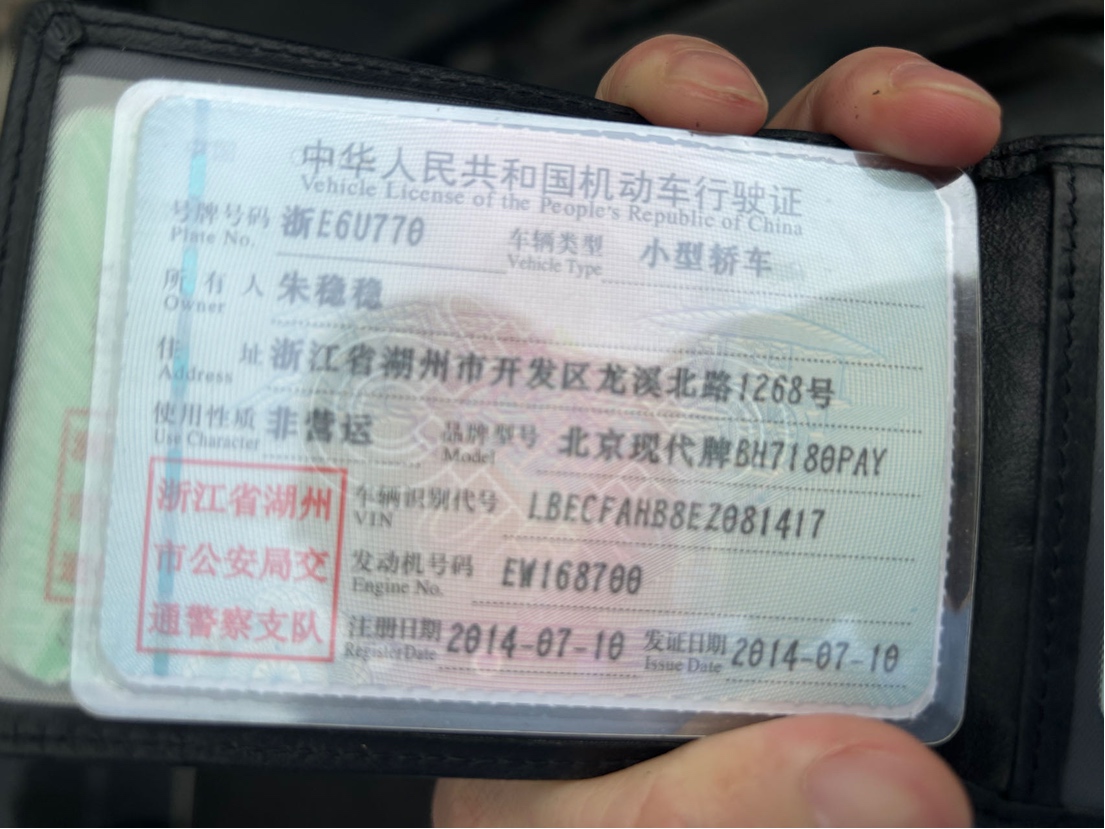 中华人民共和国机动车行驶证
Vehicle License of the People's Republic of China
号牌号码 浙E6U770 车辆类型 小型轿车
Plate No. Vehicle Type
所有人 朱稳稳
Owner
住址 浙江省湖州市开发区龙溪北路1268号
Address
使用性质 非营运 品牌型号 北京现代牌BH7180PAY
Use Character Model
浙江省湖州
市公安局交
通警察支队
车辆识别代号 LBECFAHB8EZ081417
VIN
发动机号码 EW168700
Engine No.
注册日期 2014-07-10 发证日期 2014-07-10
Register Date Issue Date